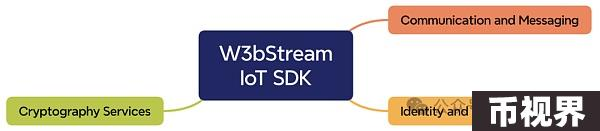 Communication and Messaging
W3bStream
IoT SDK
Cryptography Services
Identity and
币视界